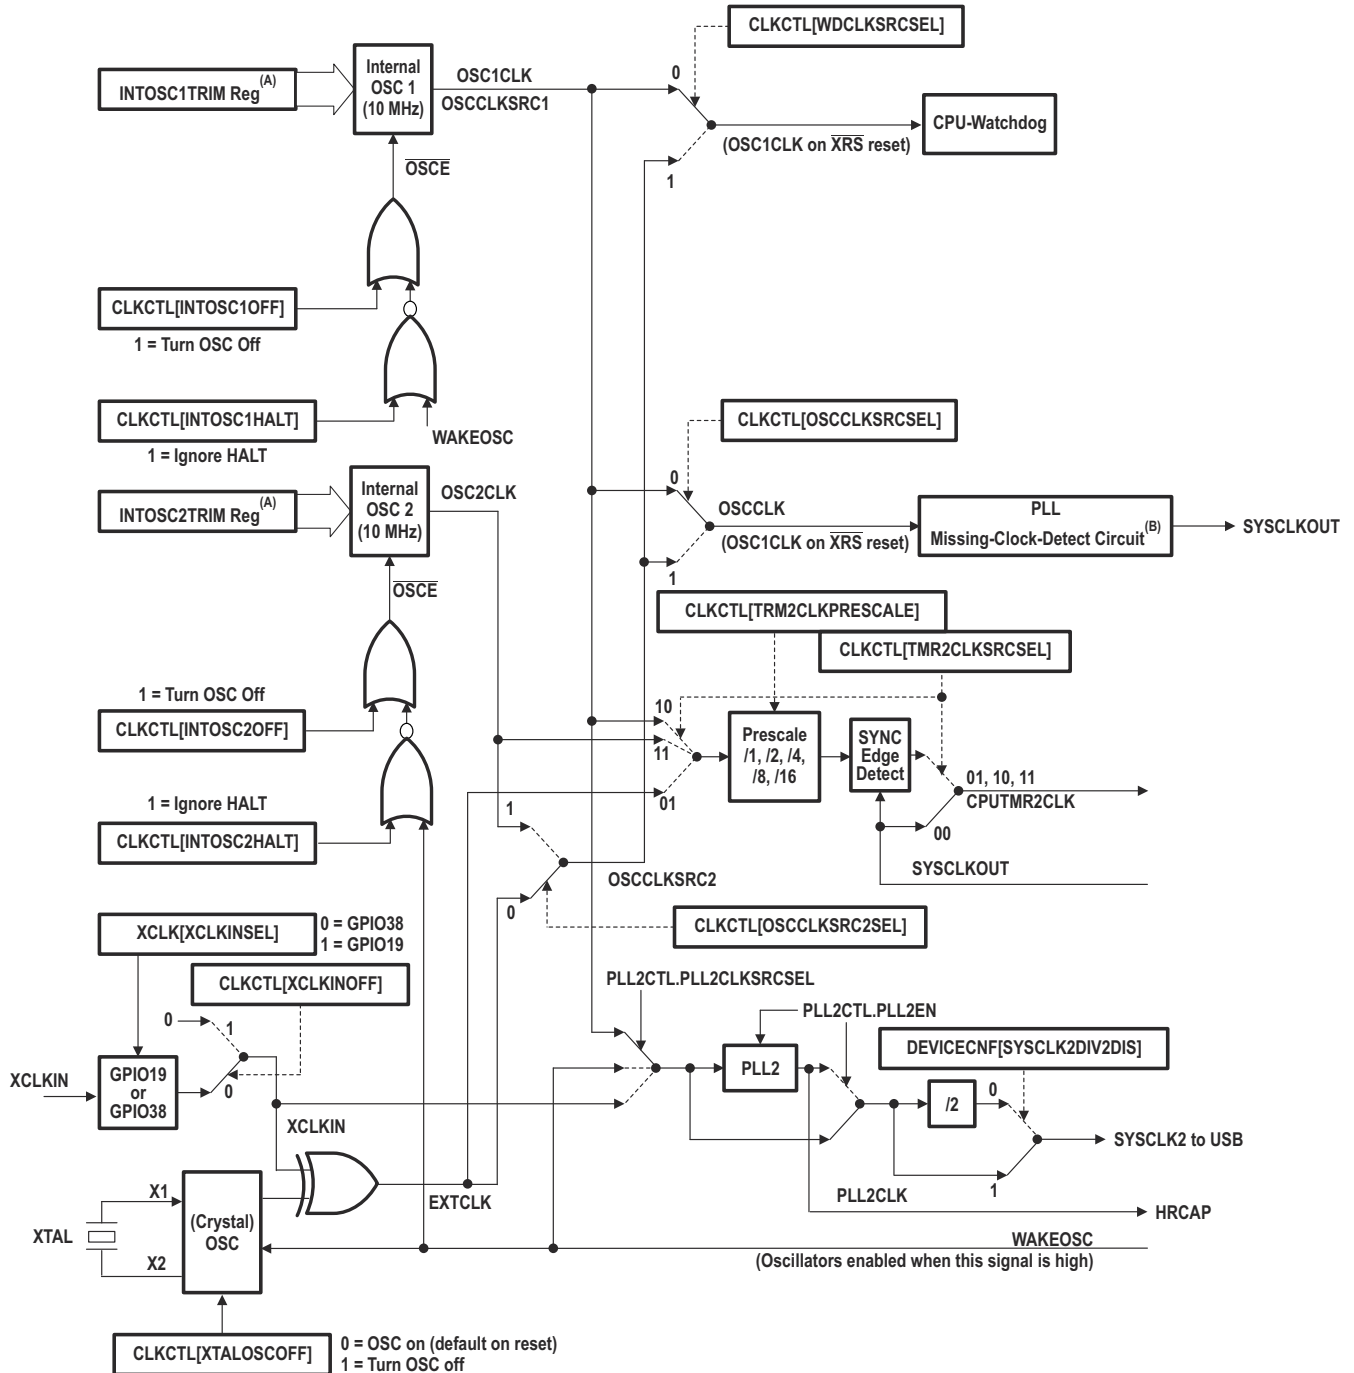 CLKCTL[WDCLKSRCSEL]
INTOSC1TRIM Reg(A)
Internal
OSC 1
(10 MHz)
OSC1CLK
OSCCLKSRC1
0
CPU-Watchdog
(OSC1CLK on XRS reset)
1
OSCE
CLKCTL[INTOSC1OFF]
1 = Turn OSC Off
CLKCTL[INTOSC1HALT]
1 = Ignore HALT
WAKEOSC
CLKCTL[OSCCLKSRCSEL]
0
INTOSC2TRIM Reg(A)
Internal
OSC 2
(10 MHz)
OSC2CLK
OSCCLK
(OSC1CLK on XRS reset)
PLL
Missing-Clock-Detect Circuit(B)
SYSCLKOUT
1
OSCE
CLKCTL[TRM2CLKPRESCALE]
CLKCTL[TMR2CLKSRCSEL]
1 = Turn OSC Off
CLKCTL[INTOSC2OFF]
10
11
01
Prescale
/1, /2, /4,
/8, /16
SYNC
Edge
Detect
01, 10, 11
CPUTMR2CLK
00
SYSCLKOUT
1 = Ignore HALT
CLKCTL[INTOSC2HALT]
1
OSCCLKSRC2
0
CLKCTL[OSCCLKSRC2SEL]
XCLK[XCLKINSEL]
0 = GPIO38
1 = GPIO19
CLKCTL[XCLKINOFF]
PLL2CTL.PLL2CLKSRCSEL
PLL2CTL.PLL2EN
DEVICECNF[SYSCLK2DIV2DIS]
0
1
XCLKIN
GPIO19
or
GPIO38
0
XCLKIN
PLL2
/2
0
SYSCLK2 to USB
1
PLL2CLK
HRCAP
EXTCLK
X1
XTAL
X2
(Crystal)
OSC
WAKEOSC
(Oscillators enabled when this signal is high)
CLKCTL[XTALOSCOFF]
0 = OSC on (default on reset)
1 = Turn OSC off